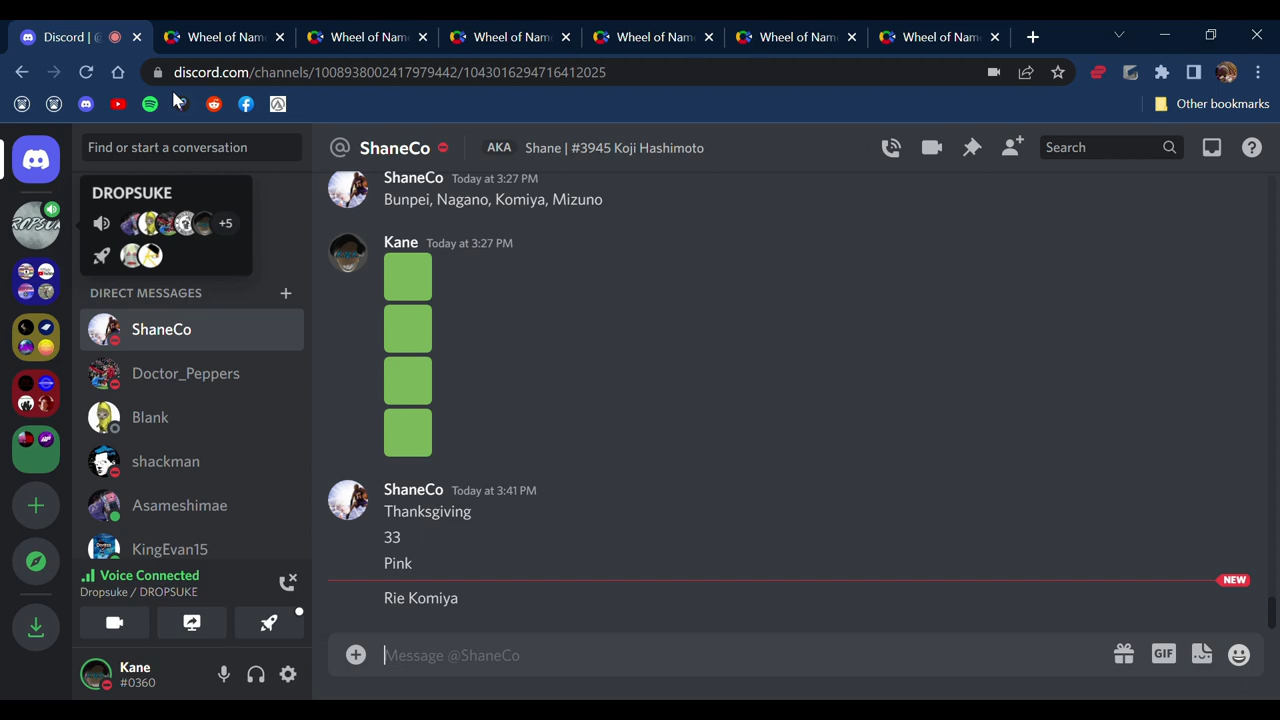 Discord | @
Wheel of Nam
Wheel of Nam
Wheel of Nam
Wheel of Nam
Wheel of Nam
Wheel of Nam
discord.com/channels/1008938002417979442/1043016294716412025
Other bookmarks
Find or start a conversation
ShaneCo
AKA
Shane | #3945 Koji Hashimoto
Search
DROPSUKE
+5
DIRECT MESSAGES
ShaneCo
Doctor_Peppers
Blank
shackman
Asameshimae
KingEvan15
Voice Connected
Dropsuke / DROPSUKE
Kane
#0360
ShaneCo Today at 3:27 PM
Bunpei, Nagano, Komiya, Mizuno
Kane Today at 3:27 PM
ShaneCo Today at 3:41 PM
Thanksgiving
33
Pink
NEW
Rie Komiya
Message @ShaneCo
GIF